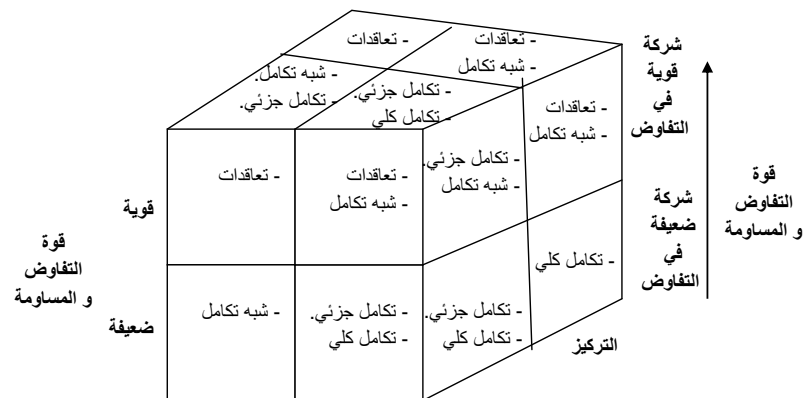 - تعاقدات
- تعاقدات
- شبه تكامل
- شبه تكامل.
- تكامل جزئي.
- تكامل جزئي.
- تكامل كلي
شركة
قوية
في
التفاوض
- تعاقدات
- شبه تكامل
- تكامل جزئي.
- شبه تكامل
- تعاقدات
- تعاقدات
- شبه تكامل
قوية
قوة
التفاوض
و المساومة
شركة
ضعيفة
في
التفاوض
قوة
التفاوض
و المساومة
- تكامل كلي
- تكامل جزئي.
- تكامل كلي
- تكامل جزئي.
- تكامل كلي
- شبه تكامل
ضعيفة
التركيز